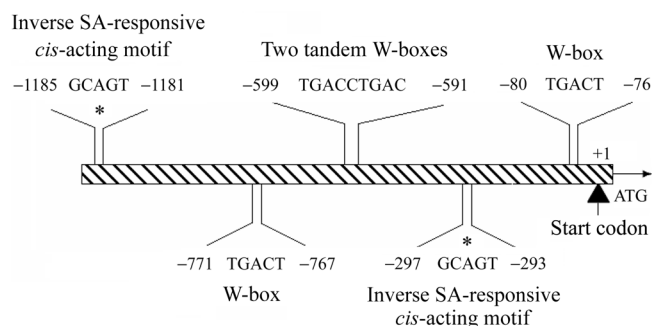 Inverse SA-responsive
cis-acting motif
Two tandem W-boxes
W-box
−1185 GCAGT −1181
−599 TGACCTGAC −591
−80 TGACT −76
*
+1
ATG
Start codon
*
−771 TGACT −767
−297 GCAGT −293
W-box
Inverse SA-responsive
cis-acting motif